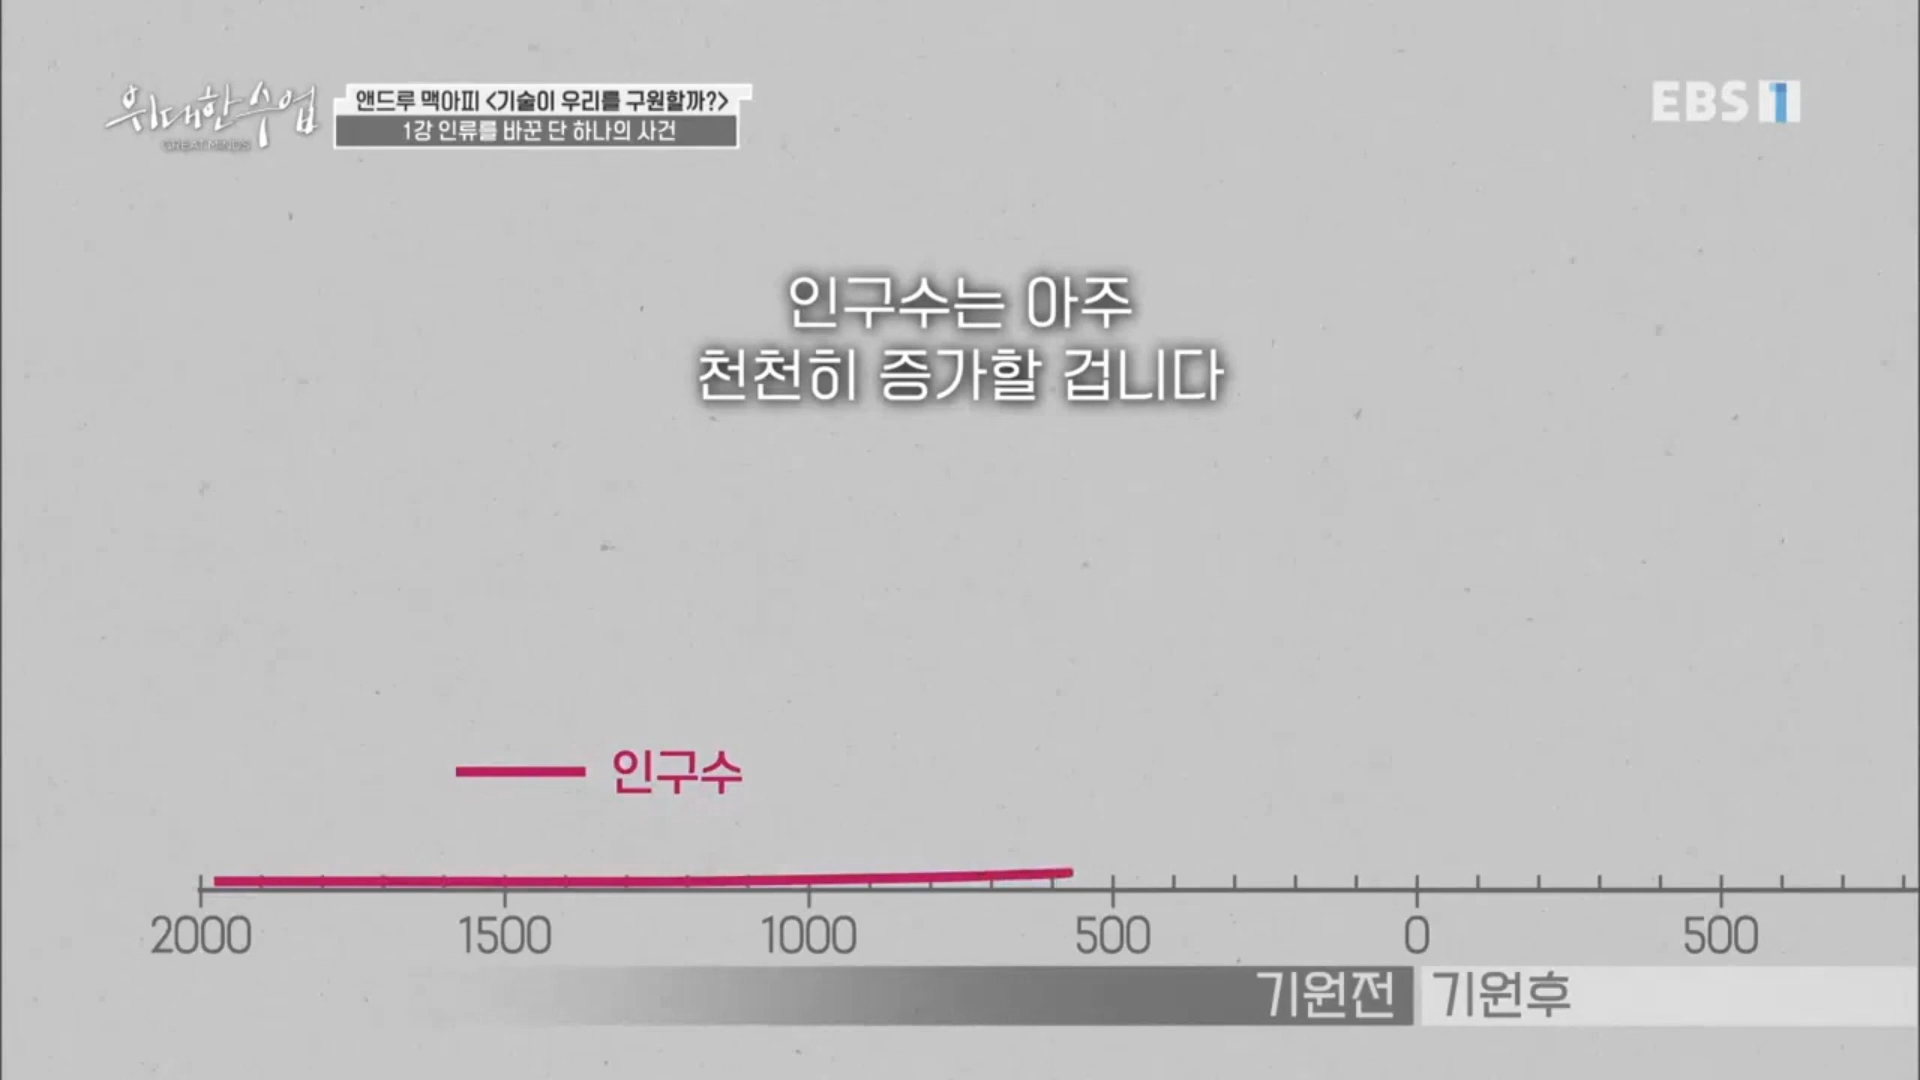 위대한 수업
GREAT MINDS
앤드루 맥아피 <기술이 우리를 구원할까?>
1강 인류를 바꾼 단 하나의 사건
EBS 1
인구수는 아주
천천히 증가할 겁니다
인구수
2000 1500 1000 500 0 500
기원전 기원후